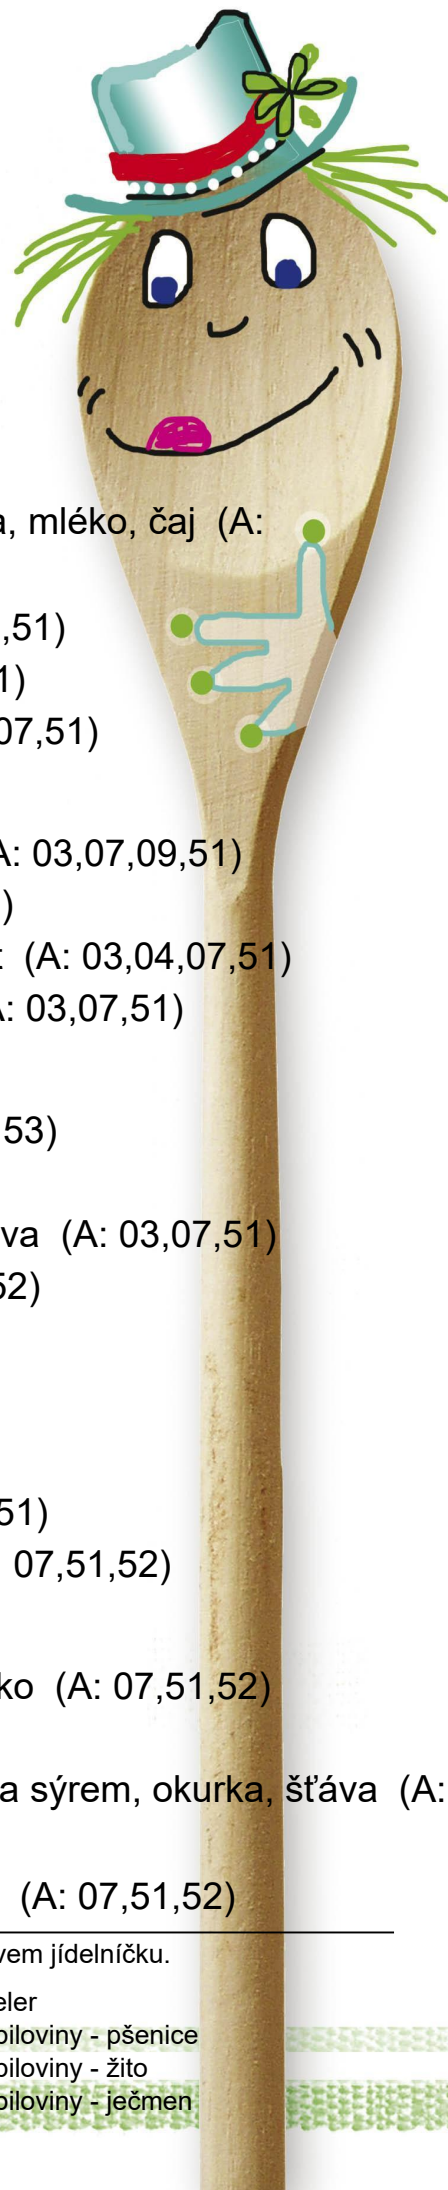 , mléko, čaj (A:
,51)
1)
07,51)
A: 03,07,09,51)
)
(A: 03,04,07,51)
A: 03,07,51)
53)
va (A: 03,07,51)
52)
51)
07,51,52)
ko (A: 07,51,52)
a sýrem, okurka, šťáva (A:
(A: 07,51,52)
vem jídelníčku.
eler
biloviny - pšenice
biloviny - žito
biloviny - ječmen